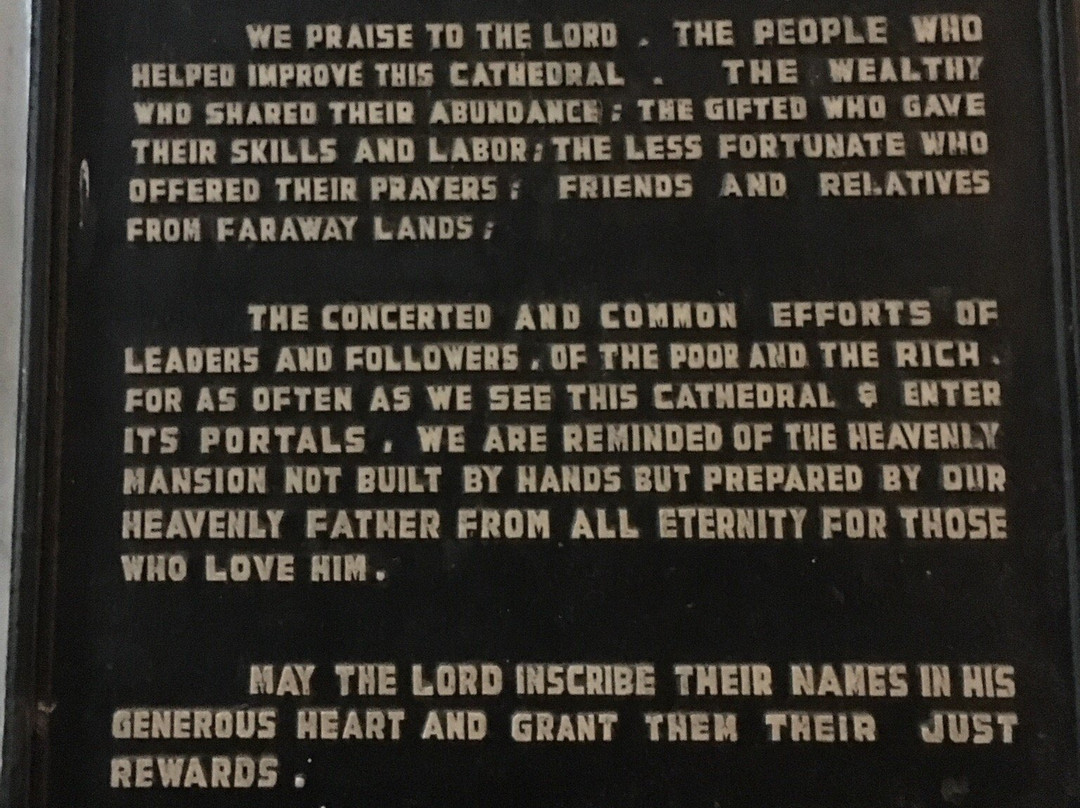 WE PRAISE TO THE LORD , THE PEOPLE WHO
HELPED IMPROVE THIS CATHEDRAL . THE WEALTHY
WHO SHARED THEIR ABUNDANCE ; THE GIFTED WHO GAVE
THEIR SKILLS AND LABOR ; THE LESS FORTUNATE WHO
OFFERED THEIR PRAYERS ; FRIENDS AND RELATIVES
FROM FARAWAY LANDS ;
THE CONCERTED AND COMMON EFFORTS OF
LEADERS AND FOLLOWERS , OF THE POOR AND THE RICH .
FOR AS OFTEN AS WE SEE THIS CATHEDRAL & ENTER
ITS PORTALS , WE ARE REMINDED OF THE HEAVENLY
MANSION NOT BUILT BY HANDS BUT PREPARED BY OUR
HEAVENLY FATHER FROM ALL ETERNITY FOR THOSE
WHO LOVE HIM .
MAY THE LORD INSCRIBE THEIR NAMES IN HIS
GENEROUS HEART AND GRANT THEM THEIR JUST
REWARDS .